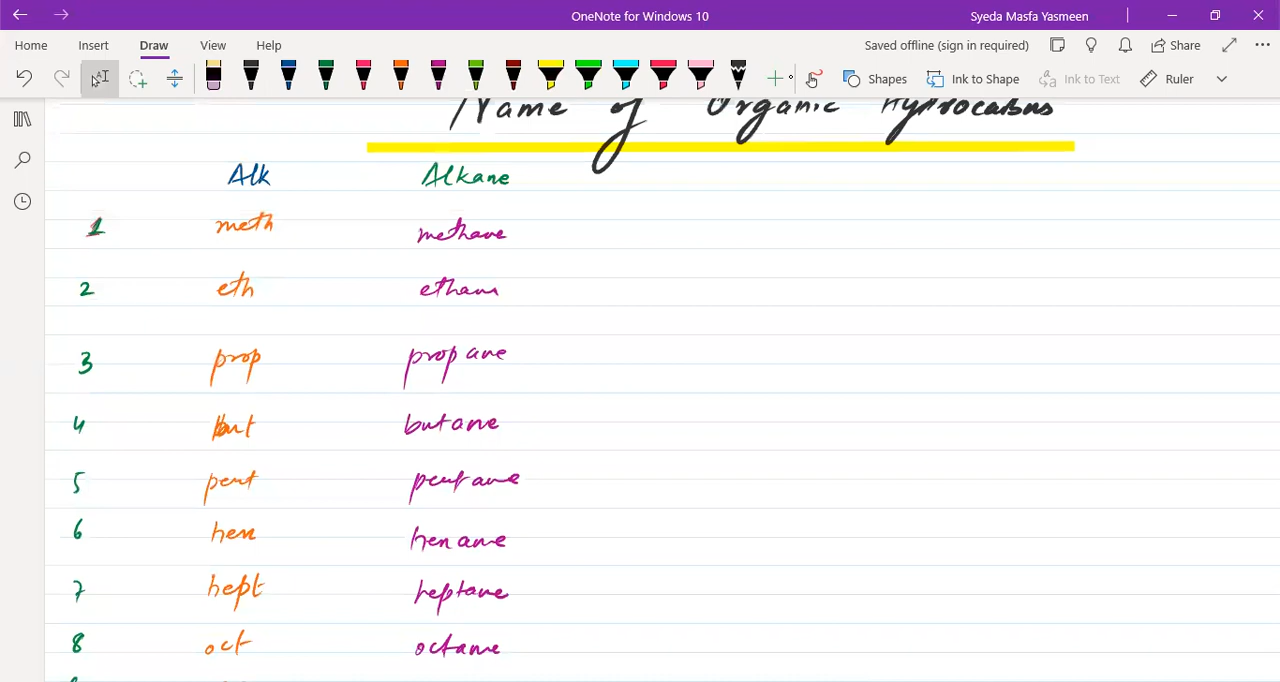 OneNote for Windows 10
Syeda Masfa Yasmeen
Home Insert Draw View Help
Saved offline (sign in required) Share
Shapes Ink to Shape Ink to Text Ruler
Name of Organic Hydrocarbons
Alk Alkane
1 meth methane
2 eth ethane
3 prop propane
4 but butane
5 pent pentane
6 hex hexane
7 hept heptane
8 oct octane